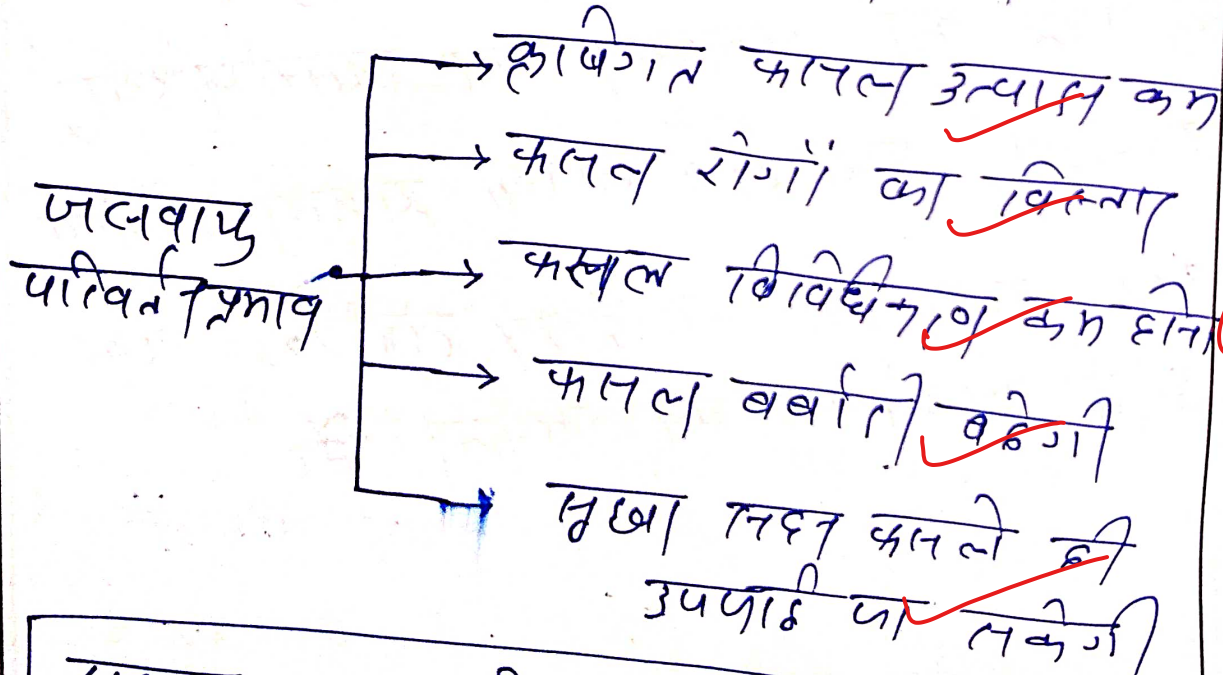 जलवायु
परिवर्तन प्रभाव
कृषिगत फसल उत्पादन कम
फसल रोगों का विस्तार
फसल विविधिकरण कम होना
फसल बर्बादी बढेगी
सूखा सहन फसले ही
उपजाई जा सकेगी